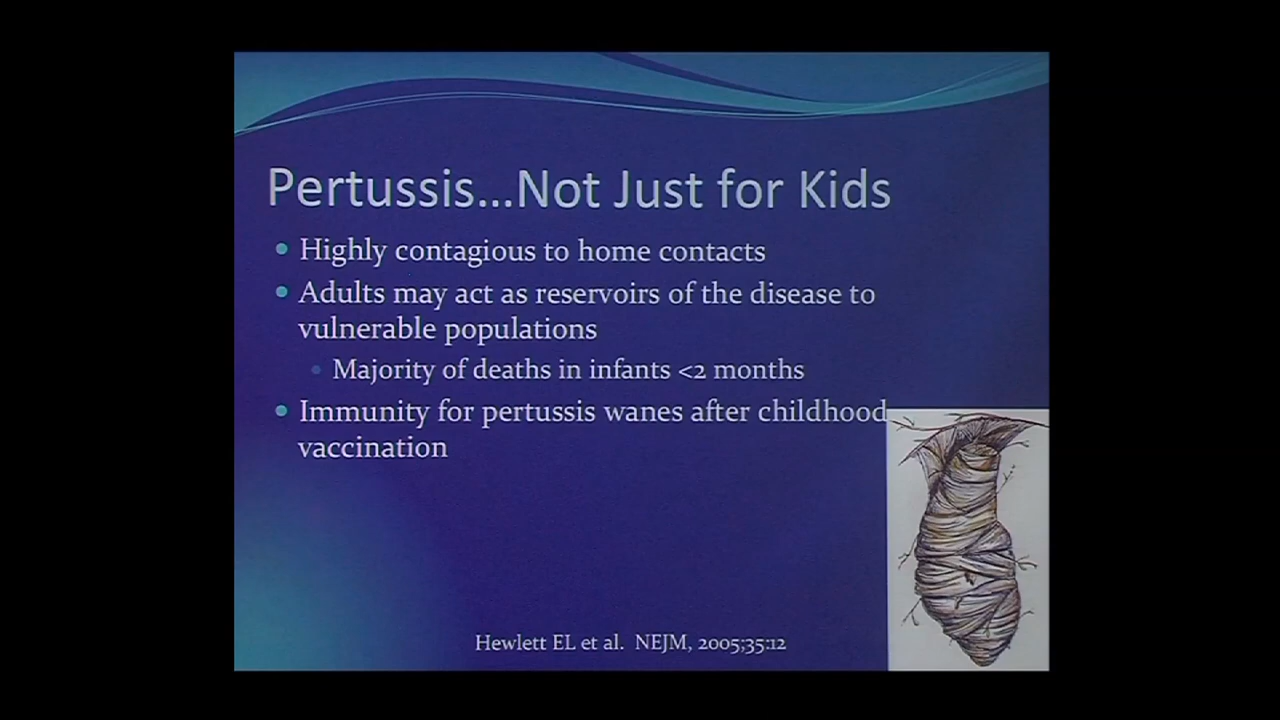 Pertussis...Not Just for Kids
Highly contagious to home contacts
Adults may act as reservoirs of the disease to
vulnerable populations
Majority of deaths in infants <2 months
Immunity for pertussis wanes after childhood
vaccination
Hewlett EL et al. NEJM, 2005;35:12